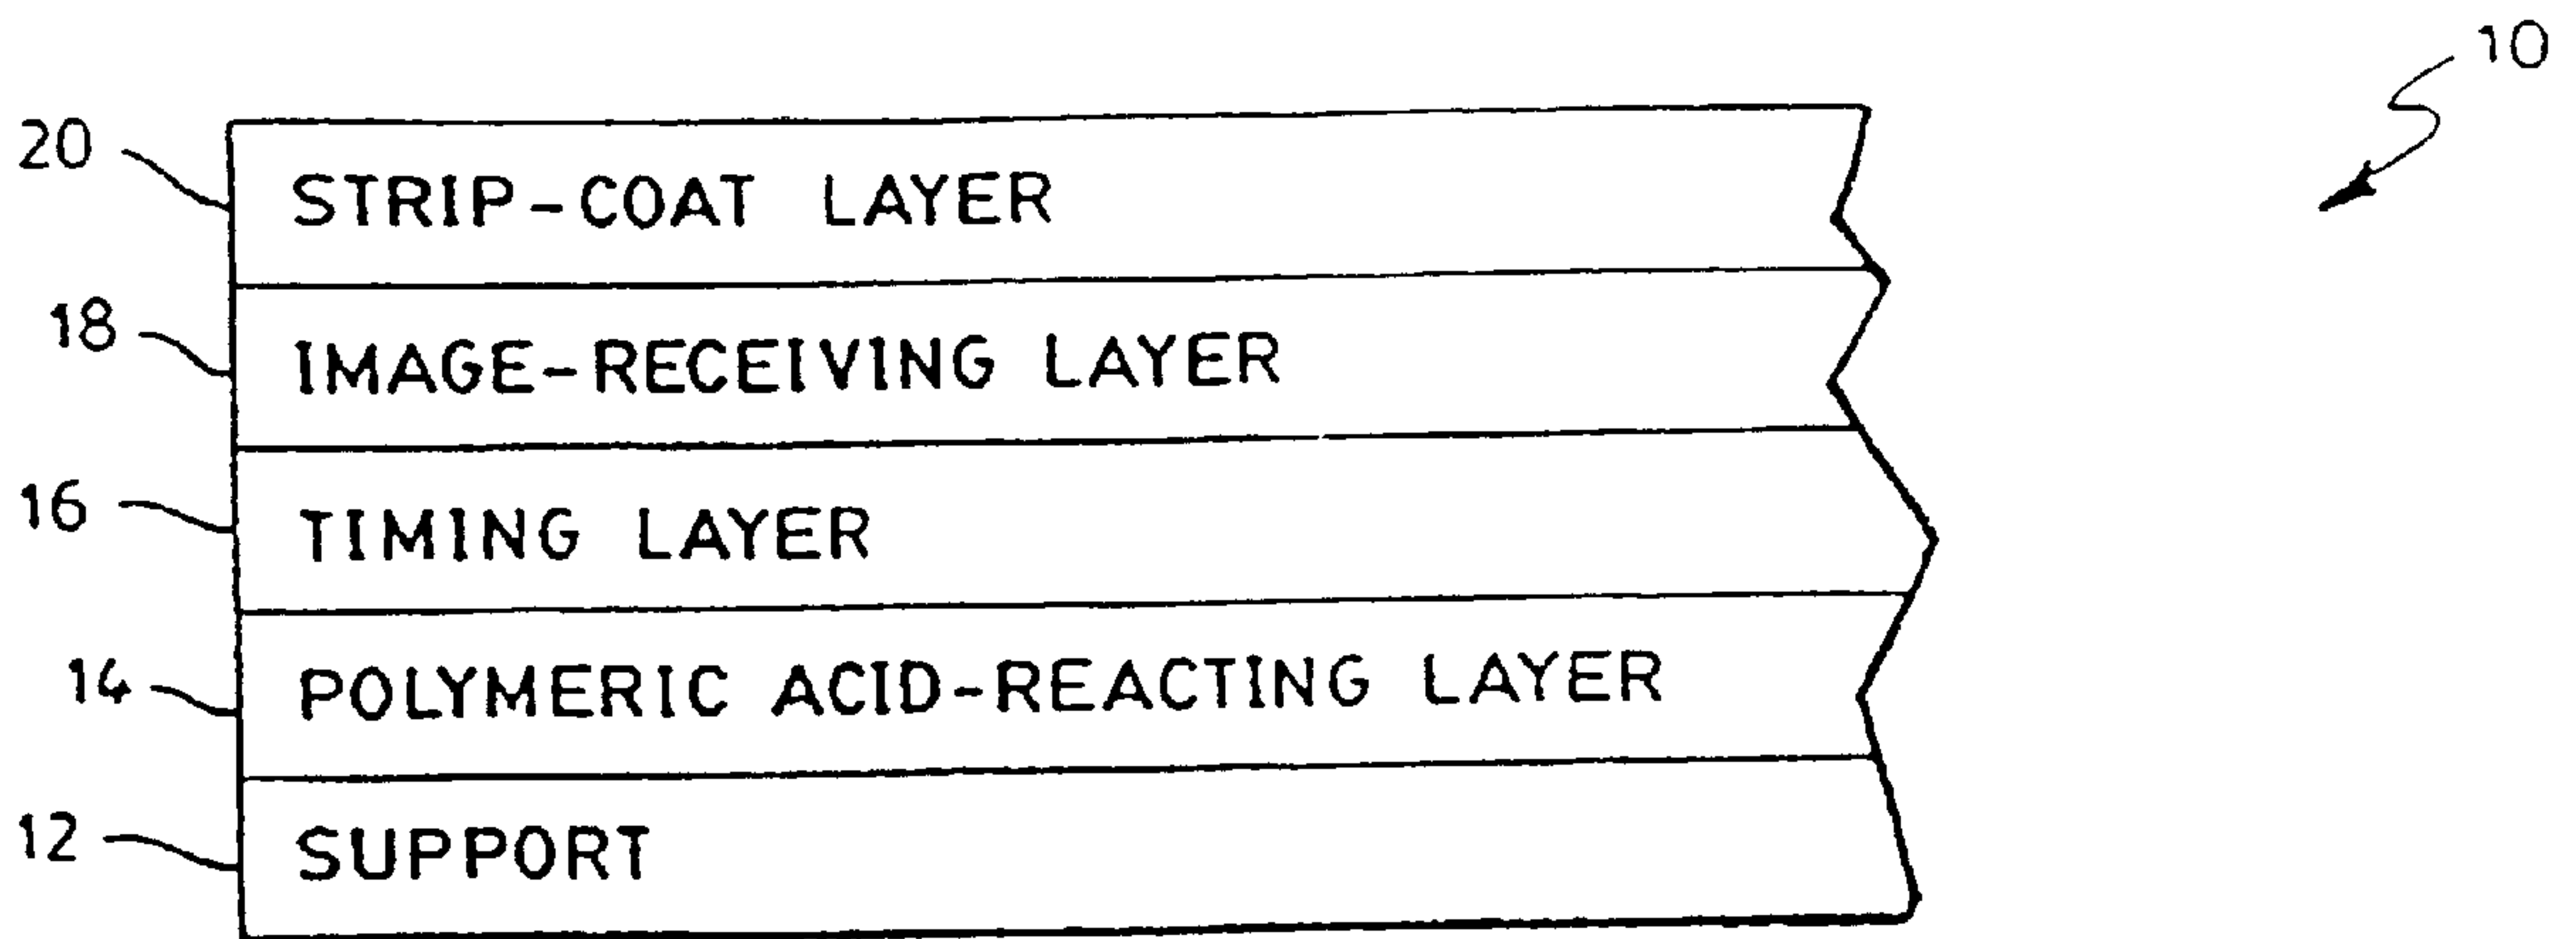 10
20 STRIP-COAT LAYER
18 IMAGE-RECEIVING LAYER
16 TIMING LAYER
14 POLYMERIC ACID-REACTING LAYER
12 SUPPORT